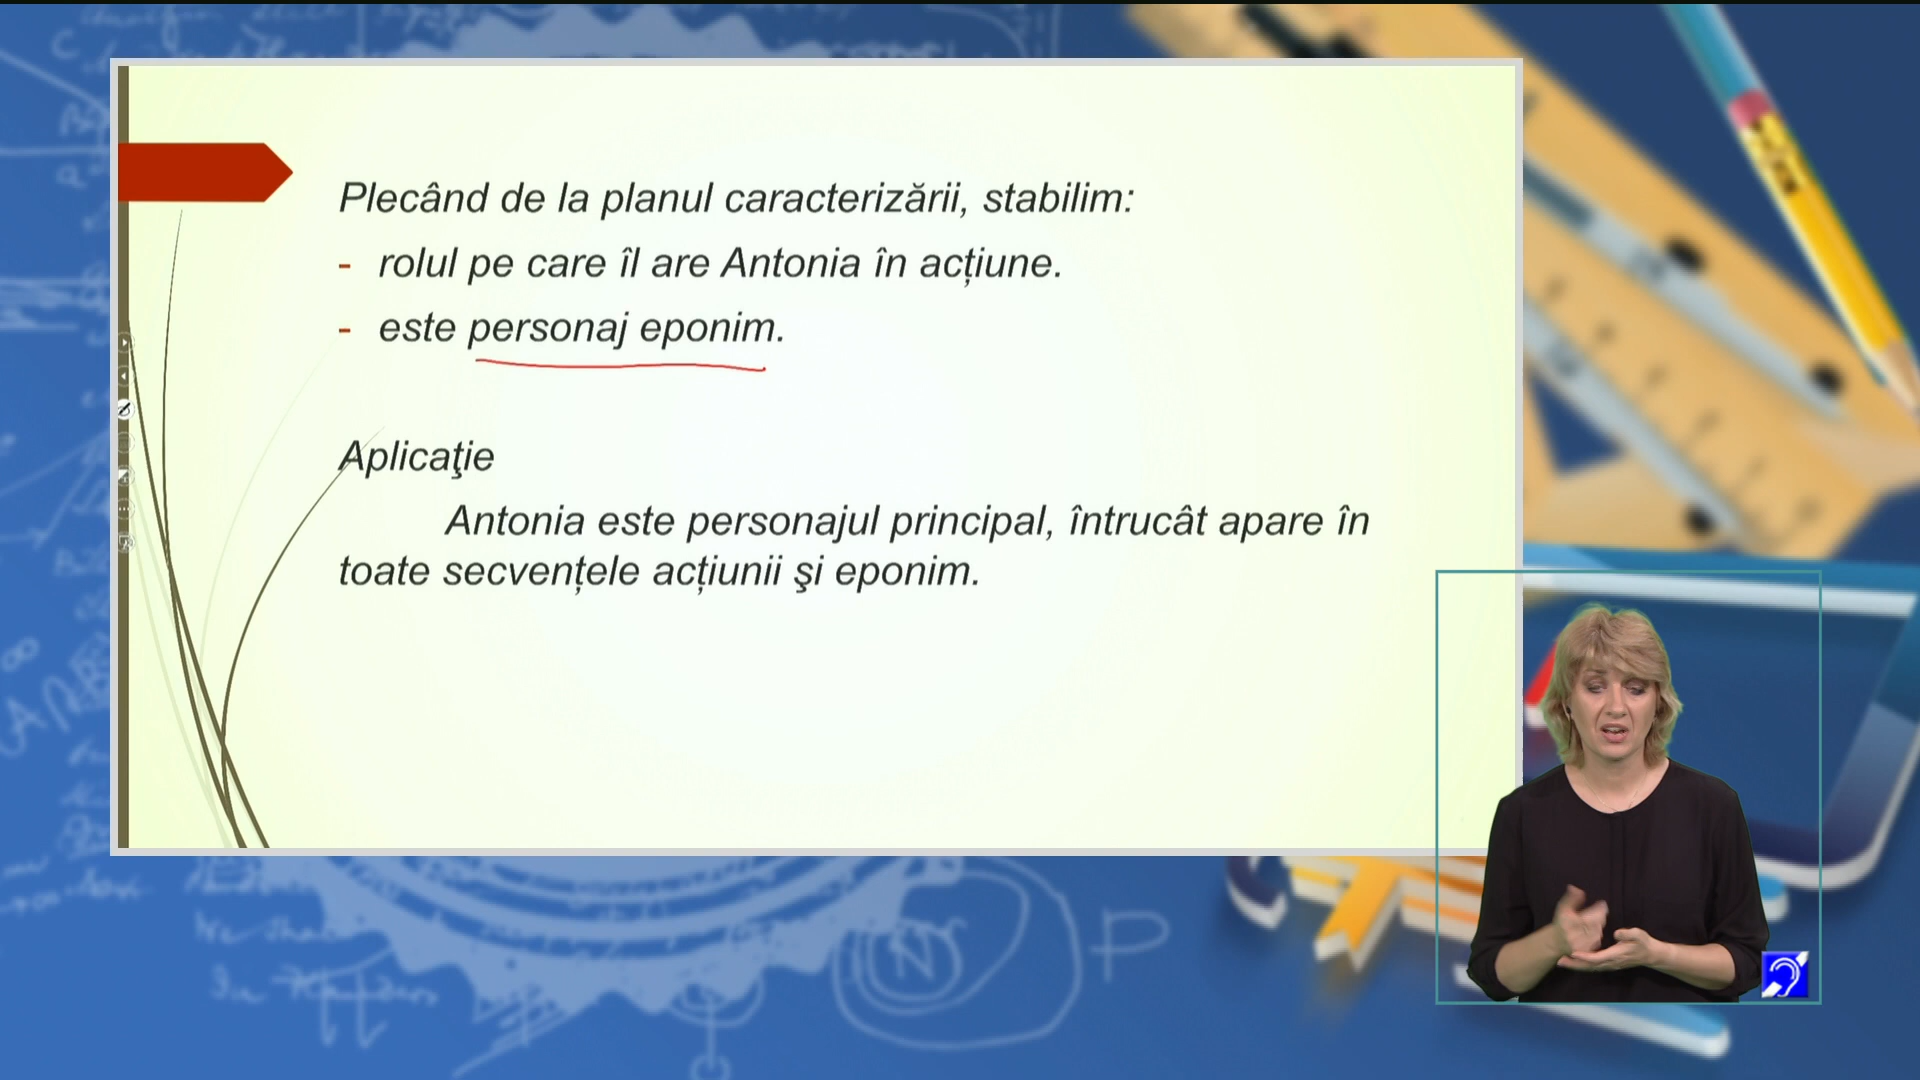 Plecând de la planul caracterizării, stabilim:
- rolul pe care îl are Antonia în acțiune.
- este personaj eponim.
Aplicaţie
Antonia este personajul principal, întrucât apare în
toate secvențele acțiunii şi eponim.